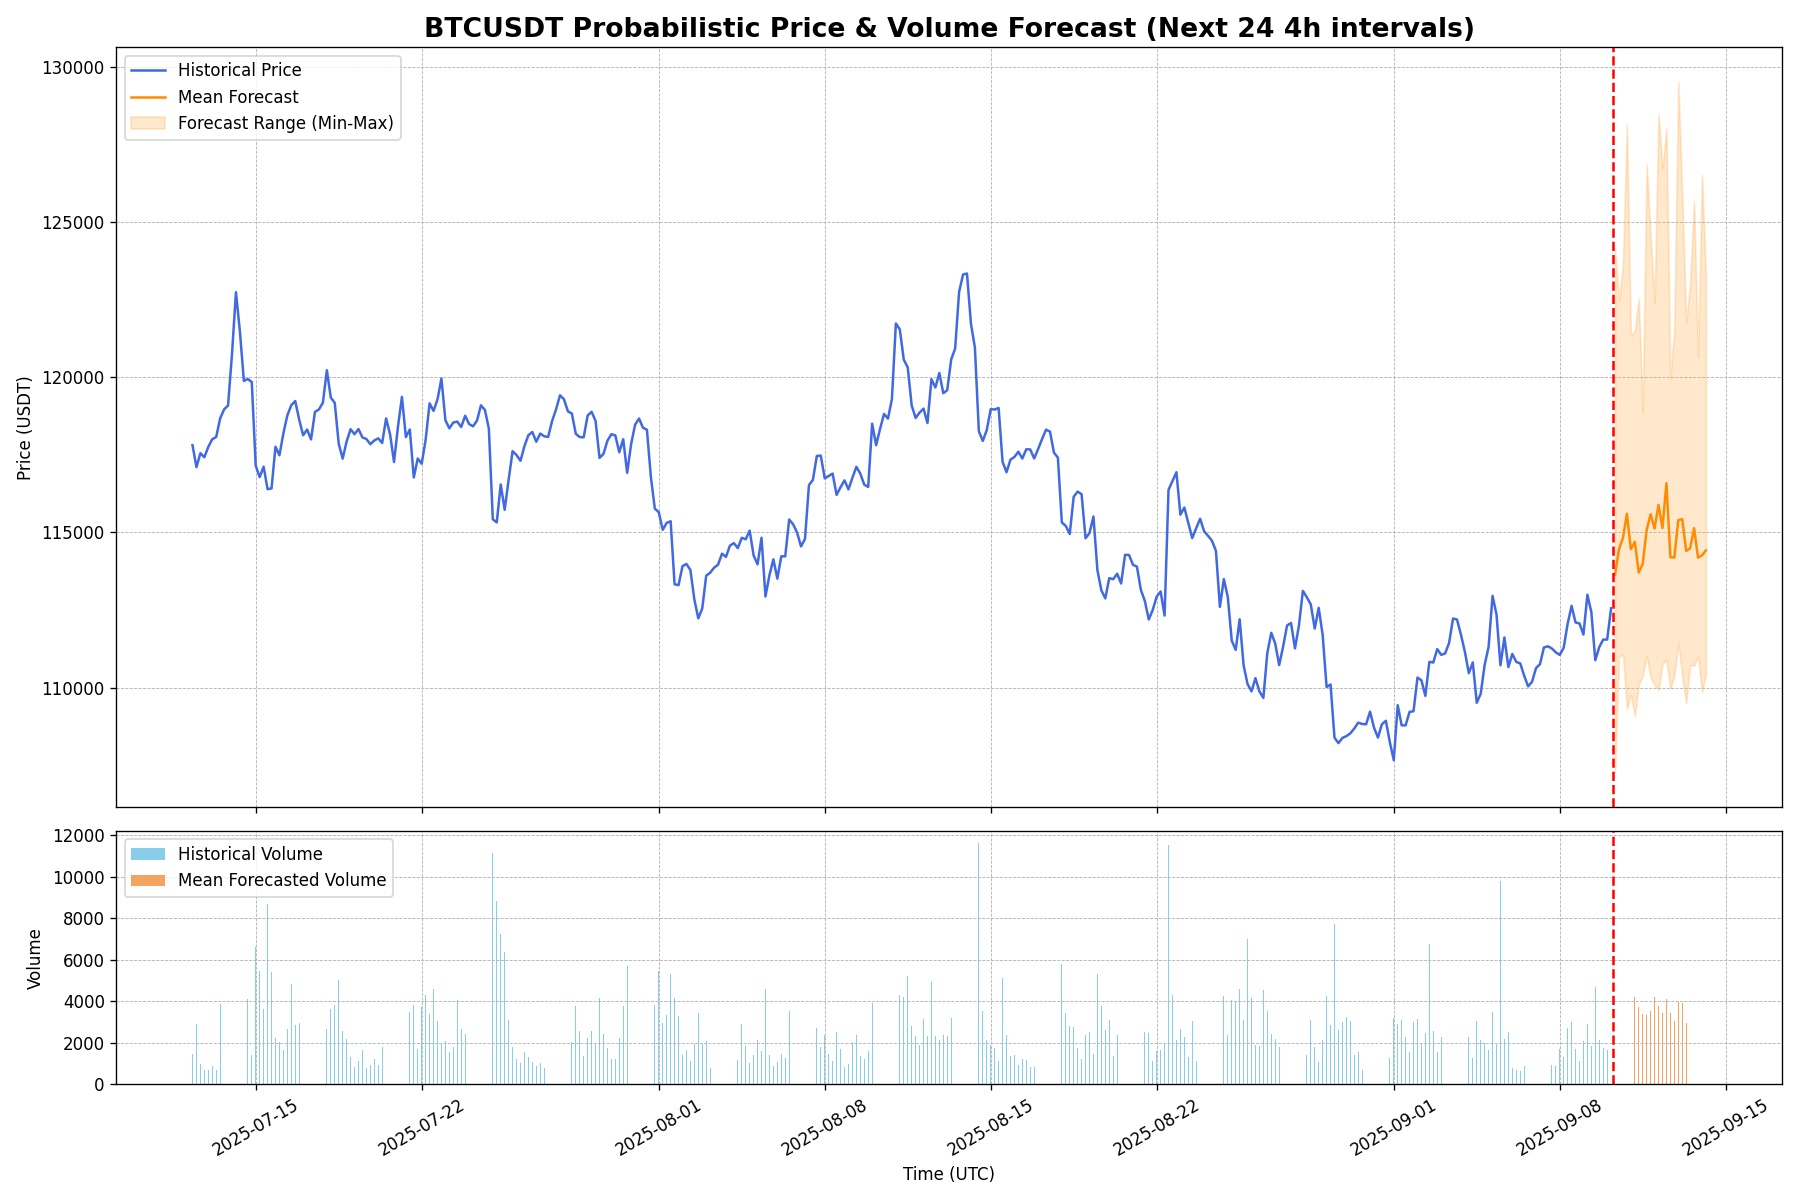 BTCUSDT Probabilistic Price & Volume Forecast (Next 24 4h intervals)
Historical Price
Mean Forecast
Forecast Range (Min-Max)
Price (USDT)
130000
125000
120000
115000
110000
Historical Volume
Mean Forecasted Volume
Volume
12000
10000
8000
6000
4000
2000
0
2025-07-15
2025-07-22
2025-08-01
2025-08-08
2025-08-15
2025-08-22
2025-09-01
2025-09-08
2025-09-15
Time (UTC)